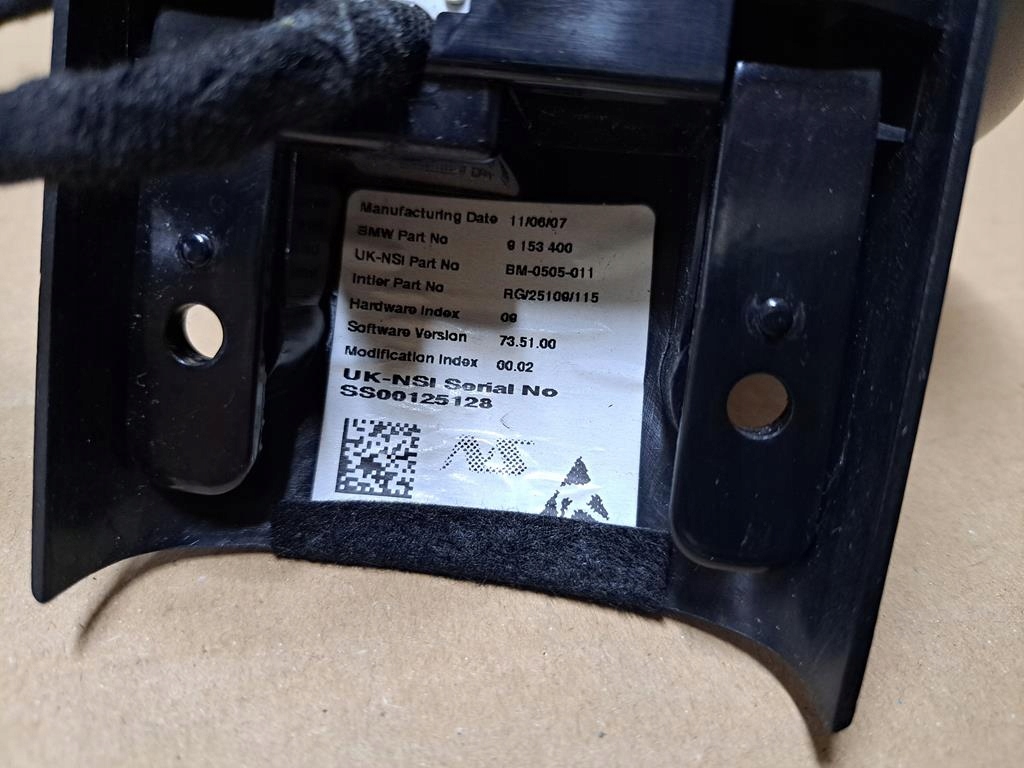 Manufacturing Date 11/06/07
BMW Part No 9 153 400
UK-NSI Part No BM-0505-011
Intier Part No RG/25109/115
Hardware Index 09
Software Version 73.51.00
Modification Index 00.02
UK-NSI Serial No
SS00125128